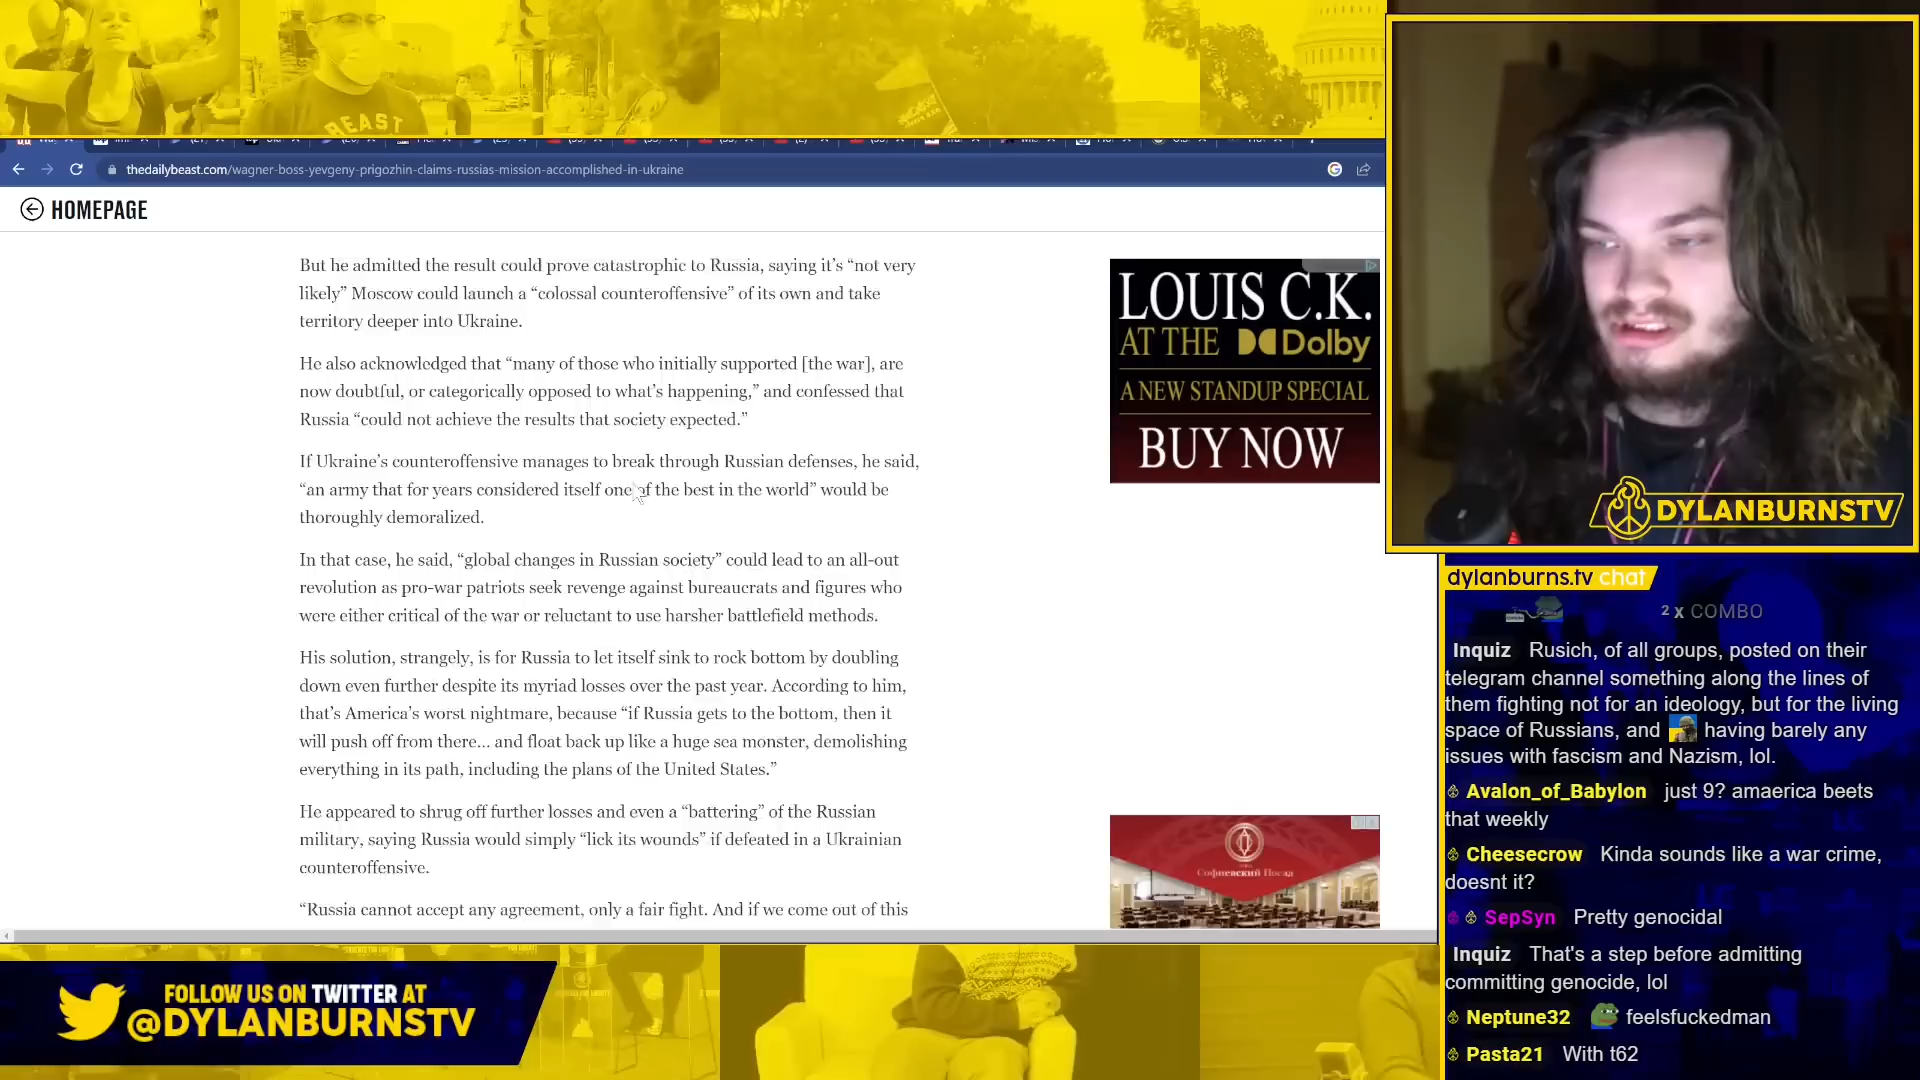 BEAST
thedailybeast.com/wagner-boss-yevgeny-prigozhin-claims-russias-mission-accomplished-in-ukraine
HOMEPAGE
But he admitted the result could prove catastrophic to Russia, saying it’s “not very
likely” Moscow could launch a “colossal counteroffensive” of its own and take
territory deeper into Ukraine.
He also acknowledged that “many of those who initially supported [the war], are
now doubtful, or categorically opposed to what’s happening,” and confessed that
Russia “could not achieve the results that society expected.”
If Ukraine’s counteroffensive manages to break through Russian defenses, he said,
“an army that for years considered itself one of the best in the world” would be
thoroughly demoralized.
In that case, he said, “global changes in Russian society” could lead to an all-out
revolution as pro-war patriots seek revenge against bureaucrats and figures who
were either critical of the war or reluctant to use harsher battlefield methods.
His solution, strangely, is for Russia to let itself sink to rock bottom by doubling
down even further despite its myriad losses over the past year. According to him,
that’s America’s worst nightmare, because “if Russia gets to the bottom, then it
will push off from there... and float back up like a huge sea monster, demolishing
everything in its path, including the plans of the United States.”
He appeared to shrug off further losses and even a “battering” of the Russian
military, saying Russia would simply “lick its wounds” if defeated in a Ukrainian
counteroffensive.
“Russia cannot accept any agreement, only a fair fight. And if we come out of this
LOUIS C.K.
AT THE Dolby
A NEW STANDUP SPECIAL
BUY NOW
Софиевский Посад
DYLANBURNSTV
dylanburns.tv chat
2 x COMBO
Inquiz Rusich, of all groups, posted on their
telegram channel something along the lines of
them fighting not for an ideology, but for the living
space of Russians, and having barely any
issues with fascism and Nazism, lol.
Avalon_of_Babylon just 9? amaerica beets
that weekly
Cheesecrow Kinda sounds like a war crime,
doesnt it?
SepSyn Pretty genocidal
Inquiz That's a step before admitting
committing genocide, lol
Neptune32 feelsfuckedman
Pasta21 With t62
FOLLOW US ON TWITTER AT
@DYLANBURNSTV